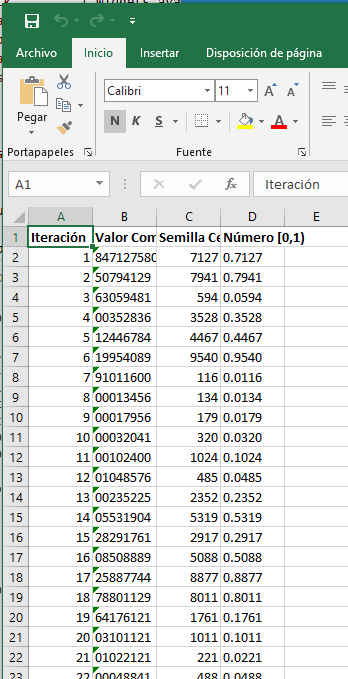 Archivo Inicio Insertar Disposición de página
Pegar
Calibri 11 A A
N K S A
Portapapeles Fuente
A1 fx Iteración
A B C D E
1 Iteración Valor Com Semilla Ce Número [0,1)
2 1 847127580 7127 0.7127
3 2 50794129 7941 0.7941
4 3 63059481 594 0.0594
5 4 00352836 3528 0.3528
6 5 12446784 4467 0.4467
7 6 19954089 9540 0.9540
8 7 91011600 116 0.0116
9 8 00013456 134 0.0134
10 9 00017956 179 0.0179
11 10 00032041 320 0.0320
12 11 00102400 1024 0.1024
13 12 01048576 485 0.0485
14 13 00235225 2352 0.2352
15 14 05531904 5319 0.5319
16 15 28291761 2917 0.2917
17 16 08508889 5088 0.5088
18 17 25887744 8877 0.8877
19 18 78801129 8011 0.8011
20 19 64176121 1761 0.1761
21 20 03101121 1011 0.1011
22 21 01022121 221 0.0221
23 22 00048841 488 0.0488